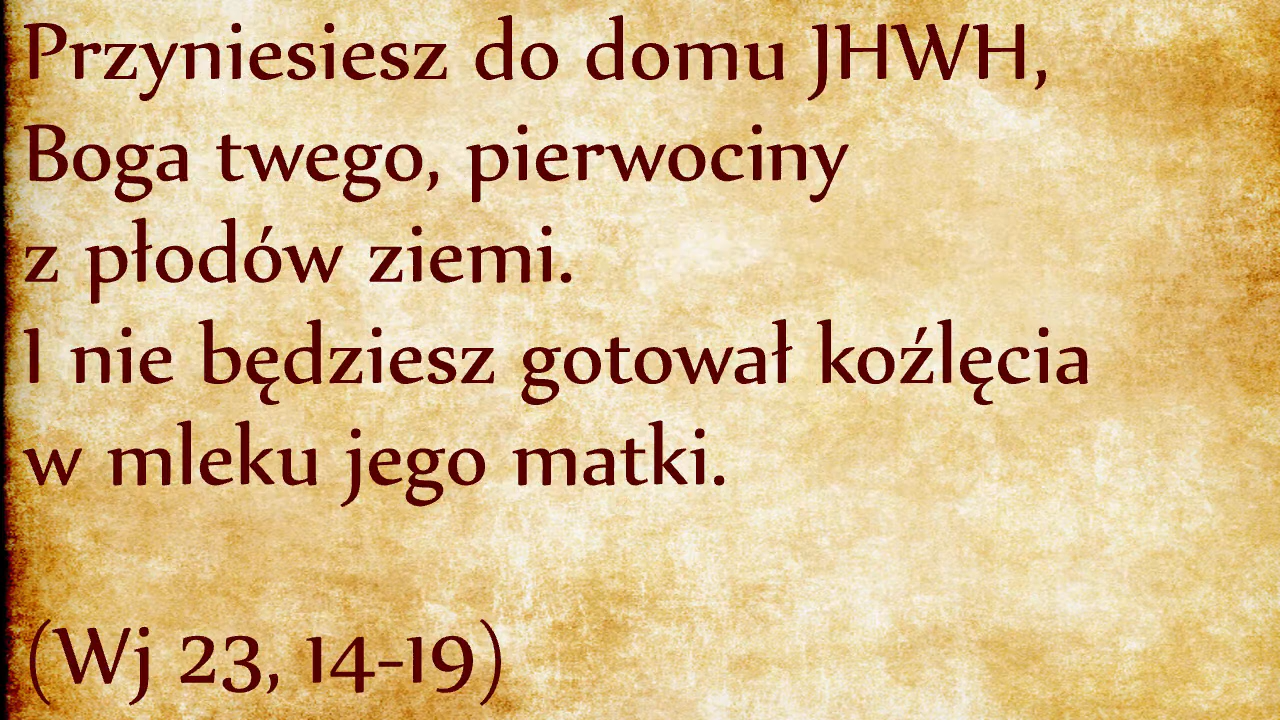 Przyniesiesz do domu JHWH,
Boga twego, pierwociny
z płodów ziemi.
I nie będziesz gotował koźlęcia
w mleku jego matki.
(Wj 23, 14-19)